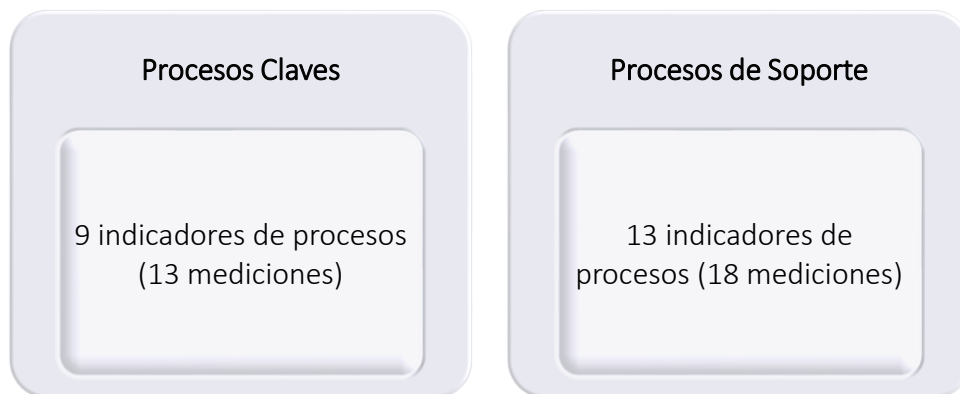 Procesos Claves
9 indicadores de procesos
(13 mediciones)
Procesos de Soporte
13 indicadores de
procesos (18 mediciones)